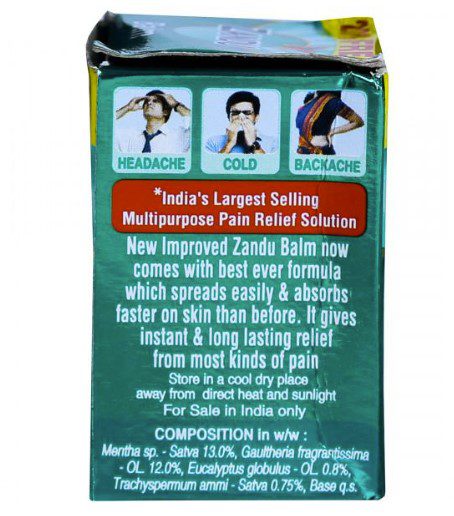 HEADACHE COLD BACKACHE
*India's Largest Selling
Multipurpose Pain Relief Solution
New Improved Zandu Balm now
comes with best ever formula
which spreads easily & absorbs
faster on skin than before. It gives
instant & long lasting relief
from most kinds of pain
Store in a cool dry place
away from direct heat and sunlight
For Sale in India only
COMPOSITION in w/w :
Mentha sp. - Satva 13.0%, Gaultheria fragrantissima
- OL. 12.0%, Eucalyptus globulus - OL. 0.8%,
Trachyspermum ammi - Satva 0.75%, Base q.s.